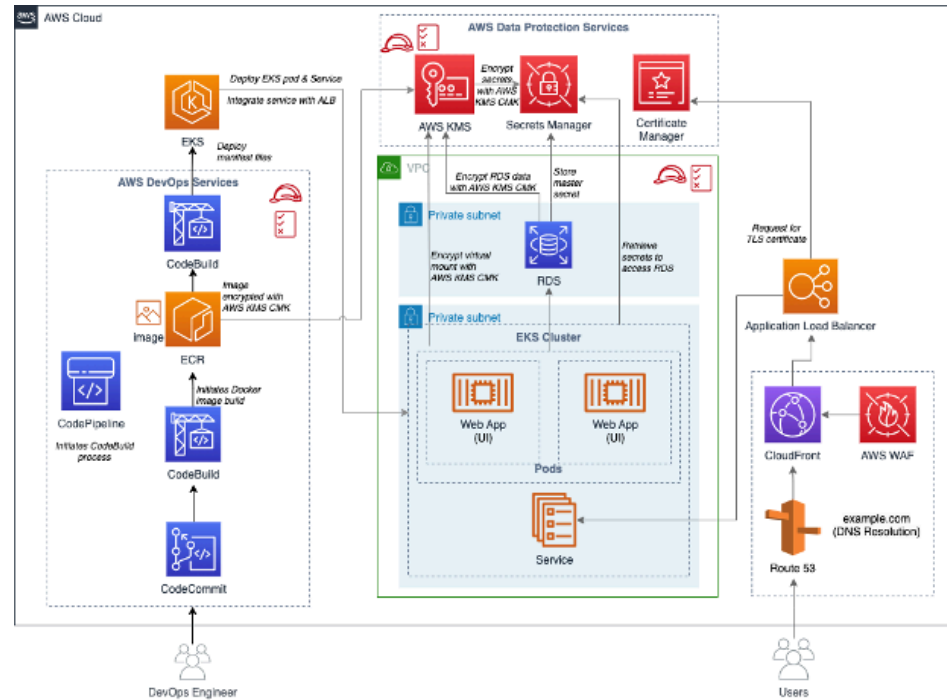 aws
AWS Cloud
AWS Data Protection Services
Deploy EKS pod & Service
Integrate service with ALB
EKS
Encrypt
secrets
with AWS
KMS CMK
AWS KMS
Secrets Manager
Certificate
Manager
Deploy
manifest files
AWS DevOps Services
CodeBuild
Image
encrypted with
AWS KMS CMK
image
ECR
CodePipeline
Initiates CodeBuild
process
Initiates Docker
image build
CodeBuild
CodeCommit
DevOps Engineer
VPC
Encrypt RDS data
with AWS KMS CMK
Store
master
secret
Private subnet
Encrypt virtual
mount with
AWS KMS CMK
RDS
Retrieve
secrets to
access RDS
Private subnet
EKS Cluster
Web App
(UI)
Web App
(UI)
Pods
Service
Request for
TLS certificate
Application Load Balancer
CloudFront
AWS WAF
example.com
(DNS Resolution)
Route 53
Users